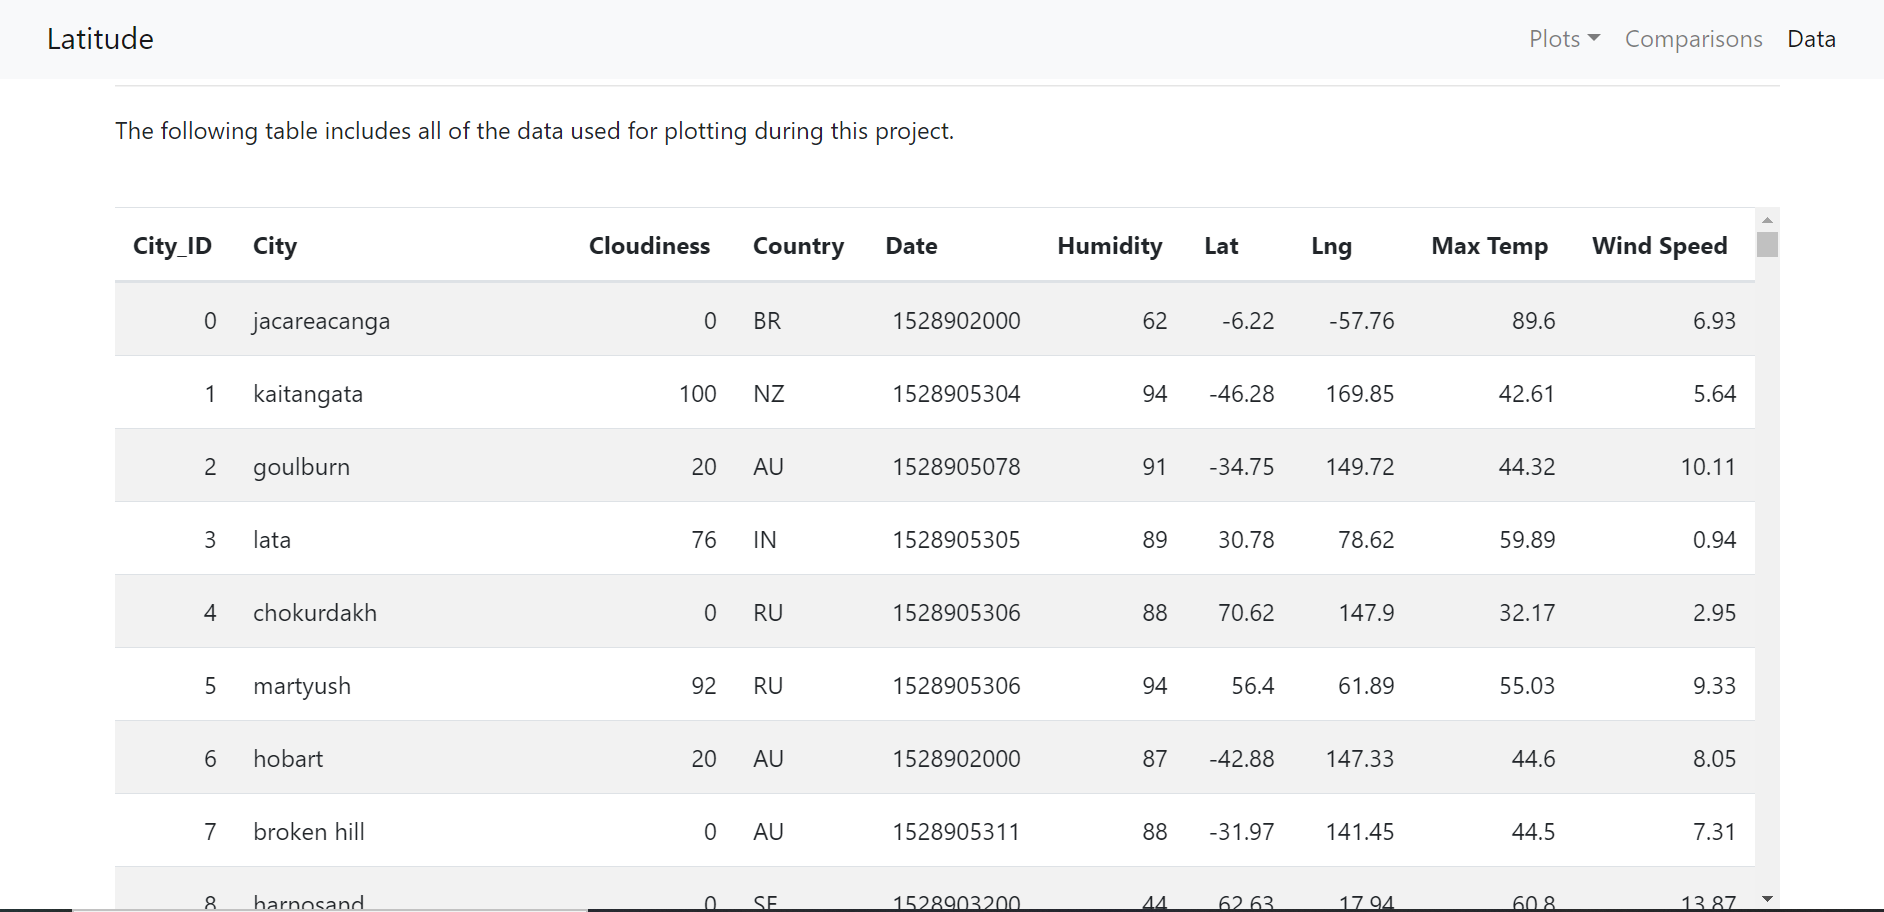 Latitude Plots Comparisons Data
The following table includes all of the data used for plotting during this project.
City_ID City Cloudiness Country Date Humidity Lat Lng Max Temp Wind Speed
0 jacareacanga 0 BR 1528902000 62 -6.22 -57.76 89.6 6.93
1 kaitangata 100 NZ 1528905304 94 -46.28 169.85 42.61 5.64
2 goulburn 20 AU 1528905078 91 -34.75 149.72 44.32 10.11
3 lata 76 IN 1528905305 89 30.78 78.62 59.89 0.94
4 chokurdakh 0 RU 1528905306 88 70.62 147.9 32.17 2.95
5 martyush 92 RU 1528905306 94 56.4 61.89 55.03 9.33
6 hobart 20 AU 1528902000 87 -42.88 147.33 44.6 8.05
7 broken hill 0 AU 1528905311 88 -31.97 141.45 44.5 7.31
8 harnosand 0 SE 1528903200 44 62.63 17.94 60.8 13.87